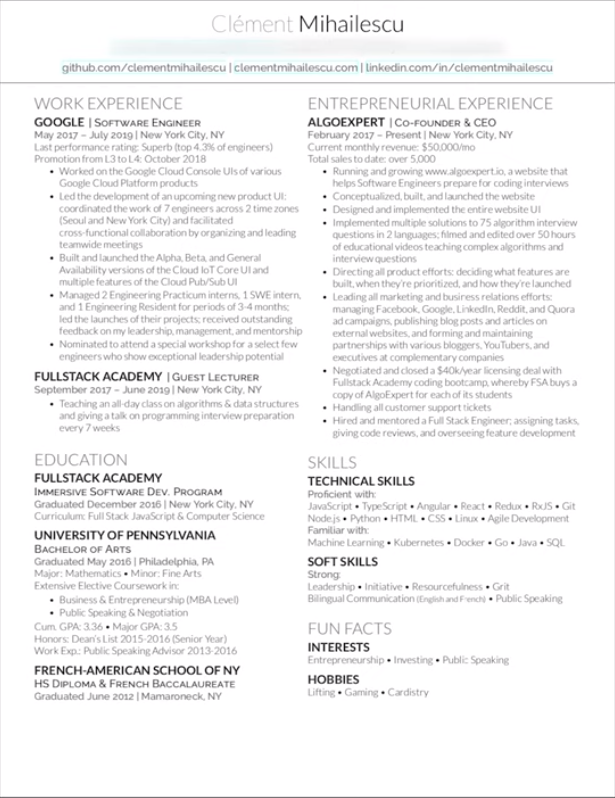 Clément Mihailescu
github.com/clementmihailescu | clementmihailescu.com | linkedin.com/in/clementmihailescu
WORK EXPERIENCE
GOOGLE | SOFTWARE ENGINEER
May 2017 – July 2019 | New York City, NY
Last performance rating: Superb (top 4.3% of engineers)
Promotion from L3 to L4: October 2018
• Worked on the Google Cloud Console UIs of various
Google Cloud Platform products
• Led the development of an upcoming new product UI:
coordinated the work of 7 engineers across 2 time zones
(Seoul and New York City) and facilitated
cross-functional collaboration by organizing and leading
teamwide meetings
• Built and launched the Alpha, Beta, and General
Availability versions of the Cloud IoT Core UI and
multiple features of the Cloud Pub/Sub UI
• Managed 2 Engineering Practicum interns, 1 SWE intern,
and 1 Engineering Resident for periods of 3-4 months;
led the launches of their projects; received outstanding
feedback on my leadership, management, and mentorship
• Nominated to attend a special workshop for a select few
engineers who show exceptional leadership potential
FULLSTACK ACADEMY | GUEST LECTURER
September 2017 – June 2019 | New York City, NY
• Teaching an all-day class on algorithms & data structures
and giving a talk on programming interview preparation
every 7 weeks
EDUCATION
FULLSTACK ACADEMY
IMMERSIVE SOFTWARE DEV. PROGRAM
Graduated December 2016 | New York City, NY
Curriculum: Full Stack JavaScript & Computer Science
UNIVERSITY OF PENNSYLVANIA
BACHELOR OF ARTS
Graduated May 2016 | Philadelphia, PA
Major: Mathematics • Minor: Fine Arts
Extensive Elective Coursework in:
• Business & Entrepreneurship (MBA Level)
• Public Speaking & Negotiation
Cum. GPA: 3.36 • Major GPA: 3.5
Honors: Dean's List 2015-2016 (Senior Year)
Work Exp.: Public Speaking Advisor 2013-2016
FRENCH-AMERICAN SCHOOL OF NY
HS DIPLOMA & FRENCH BACCALAUREATE
Graduated June 2012 | Mamaroneck, NY
ENTREPRENEURIAL EXPERIENCE
ALGOEXPERT | CO-FOUNDER & CEO
February 2017 – Present | New York City, NY
Current monthly revenue: $50,000/mo
Total sales to date: over 5,000
• Running and growing www.algoexpert.io, a website that
helps Software Engineers prepare for coding interviews
• Conceptualized, built, and launched the website
• Designed and implemented the entire website UI
• Implemented multiple solutions to 75 algorithm interview
questions in 2 languages; filmed and edited over 50 hours
of educational videos teaching complex algorithms and
interview questions
• Directing all product efforts: deciding what features are
built, when they're prioritized, and how they're launched
• Leading all marketing and business relations efforts:
managing Facebook, Google, LinkedIn, Reddit, and Quora
ad campaigns, publishing blog posts and articles on
external websites, and forming and maintaining
partnerships with various bloggers, YouTubers, and
executives at complementary companies
• Negotiated and closed a $40k/year licensing deal with
Fullstack Academy coding bootcamp, whereby FSA buys a
copy of AlgoExpert for each of its students
• Handling all customer support tickets
• Hired and mentored a Full Stack Engineer; assigning tasks,
giving code reviews, and overseeing feature development
SKILLS
TECHNICAL SKILLS
Proficient with:
JavaScript • TypeScript • Angular • React • Redux • RxJS • Git
Node.js • Python • HTML • CSS • Linux • Agile Development
Familiar with:
Machine Learning • Kubernetes • Docker • Go • Java • SQL
SOFT SKILLS
Strong:
Leadership • Initiative • Resourcefulness • Grit
Bilingual Communication (English and French) • Public Speaking
FUN FACTS
INTERESTS
Entrepreneurship • Investing • Public Speaking
HOBBIES
Lifting • Gaming • Cardistry